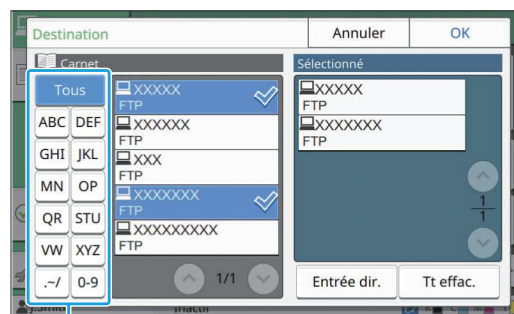 Destination
Annuler
OK
Carnet
Sélectionné
Tous
ABC DEF
GHI JKL
MN OP
QR STU
VW XYZ
.~/ 0-9
XXXXX
FTP
XXXXXX
FTP
XXX
FTP
XXXXXXX
FTP
XXXXXXXXX
FTP
1/1
XXXXX
FTP
XXXXXXX
FTP
1
1
Entrée dir.
Tt effac.
J.Smith
Inactif